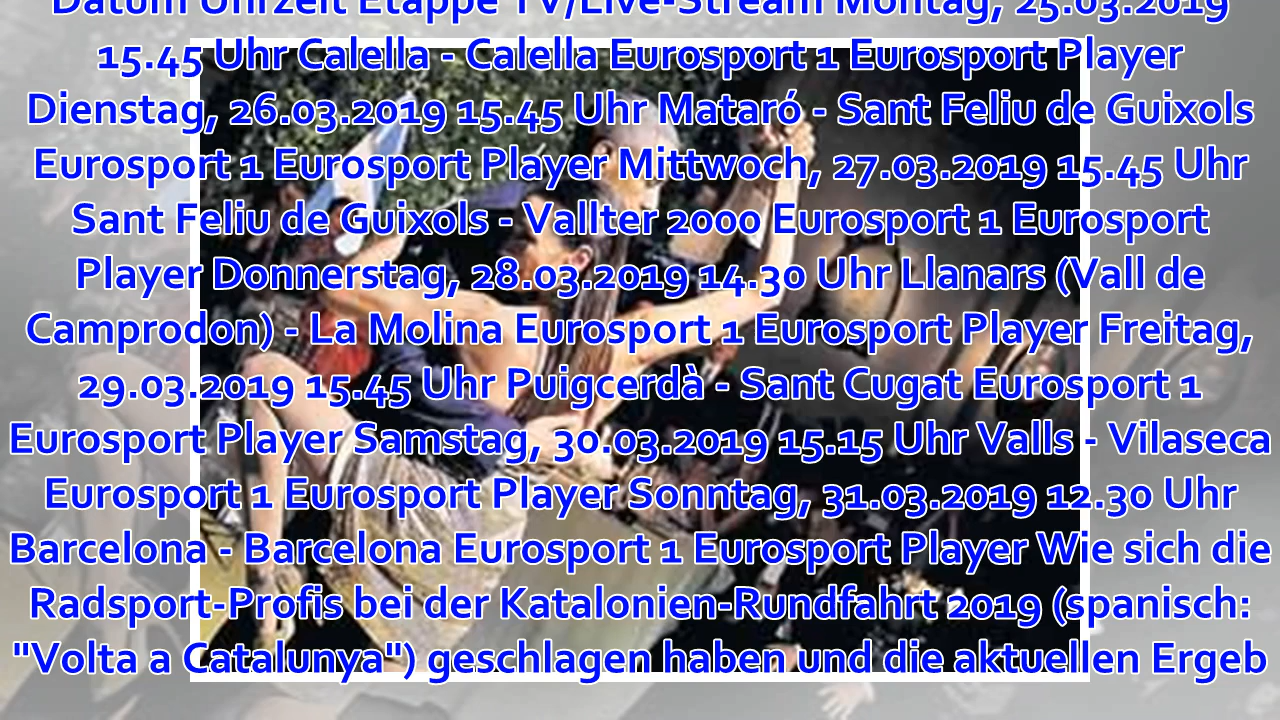 Datum Uhrzeit Etappe TV/Live-Stream Montag, 25.03.2019
15.45 Uhr Calella - Calella Eurosport 1 Eurosport Player
Dienstag, 26.03.2019 15.45 Uhr Mataró - Sant Feliu de Guixols
Eurosport 1 Eurosport Player Mittwoch, 27.03.2019 15.45 Uhr
Sant Feliu de Guixols - Vallter 2000 Eurosport 1 Eurosport
Player Donnerstag, 28.03.2019 14.30 Uhr Llanars (Vall de
Camprodon) - La Molina Eurosport 1 Eurosport Player Freitag,
29.03.2019 15.45 Uhr Puigcerdà - Sant Cugat Eurosport 1
Eurosport Player Samstag, 30.03.2019 15.15 Uhr Valls - Vilaseca
Eurosport 1 Eurosport Player Sonntag, 31.03.2019 12.30 Uhr
Barcelona - Barcelona Eurosport 1 Eurosport Player Wie sich die
Radsport-Profis bei der Katalonien-Rundfahrt 2019 (spanisch:
"Volta a Catalunya") geschlagen haben und die aktuellen Ergeb